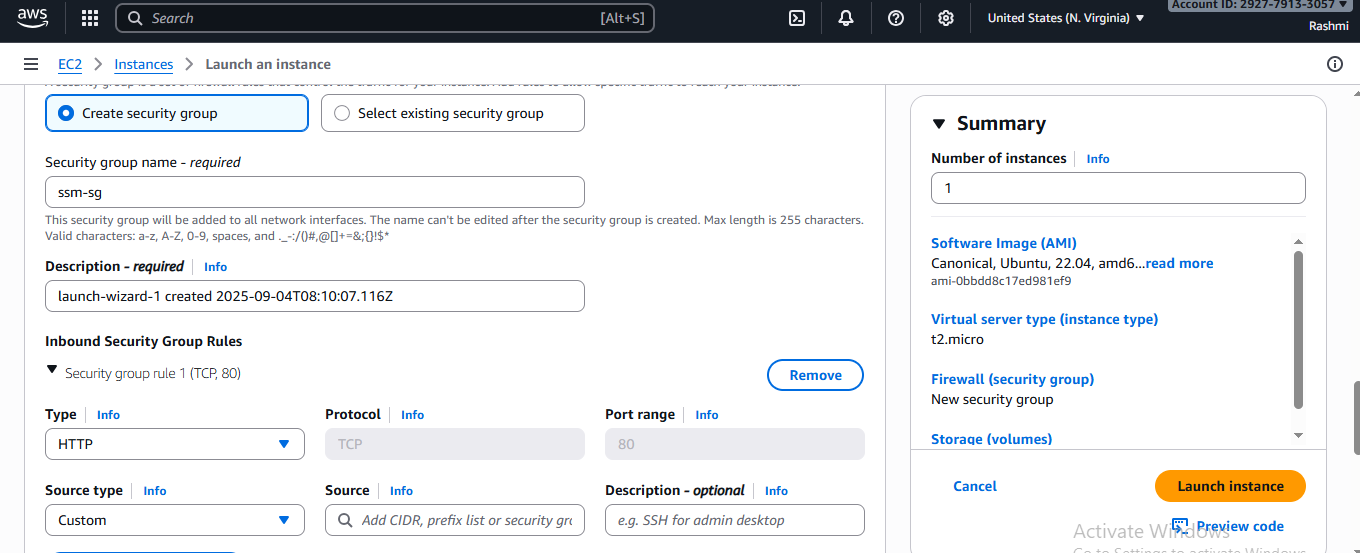 aws
Search [Alt+S]
United States (N. Virginia)
Account ID: 2927-7913-3057
Rashmi
EC2 > Instances > Launch an instance
Create security group
Select existing security group
Security group name - required
ssm-sg
This security group will be added to all network interfaces. The name can't be edited after the security group is created. Max length is 255 characters.
Valid characters: a-z, A-Z, 0-9, spaces, and ._-:/()#,@[]+=&;{}!$*
Description - required Info
launch-wizard-1 created 2025-09-04T08:10:07.116Z
Inbound Security Group Rules
Security group rule 1 (TCP, 80)
Remove
Type Info
Protocol Info
Port range Info
HTTP
TCP
80
Source type Info
Source Info
Description - optional Info
Custom
Add CIDR, prefix list or security gr
e.g. SSH for admin desktop
Summary
Number of instances Info
1
Software Image (AMI)
Canonical, Ubuntu, 22.04, amd6...read more
ami-0bbdd8c17ed981ef9
Virtual server type (instance type)
t2.micro
Firewall (security group)
New security group
Storage (volumes)
Cancel
Launch instance
Preview code
Activate Windows
Go to Settings to activate Windows